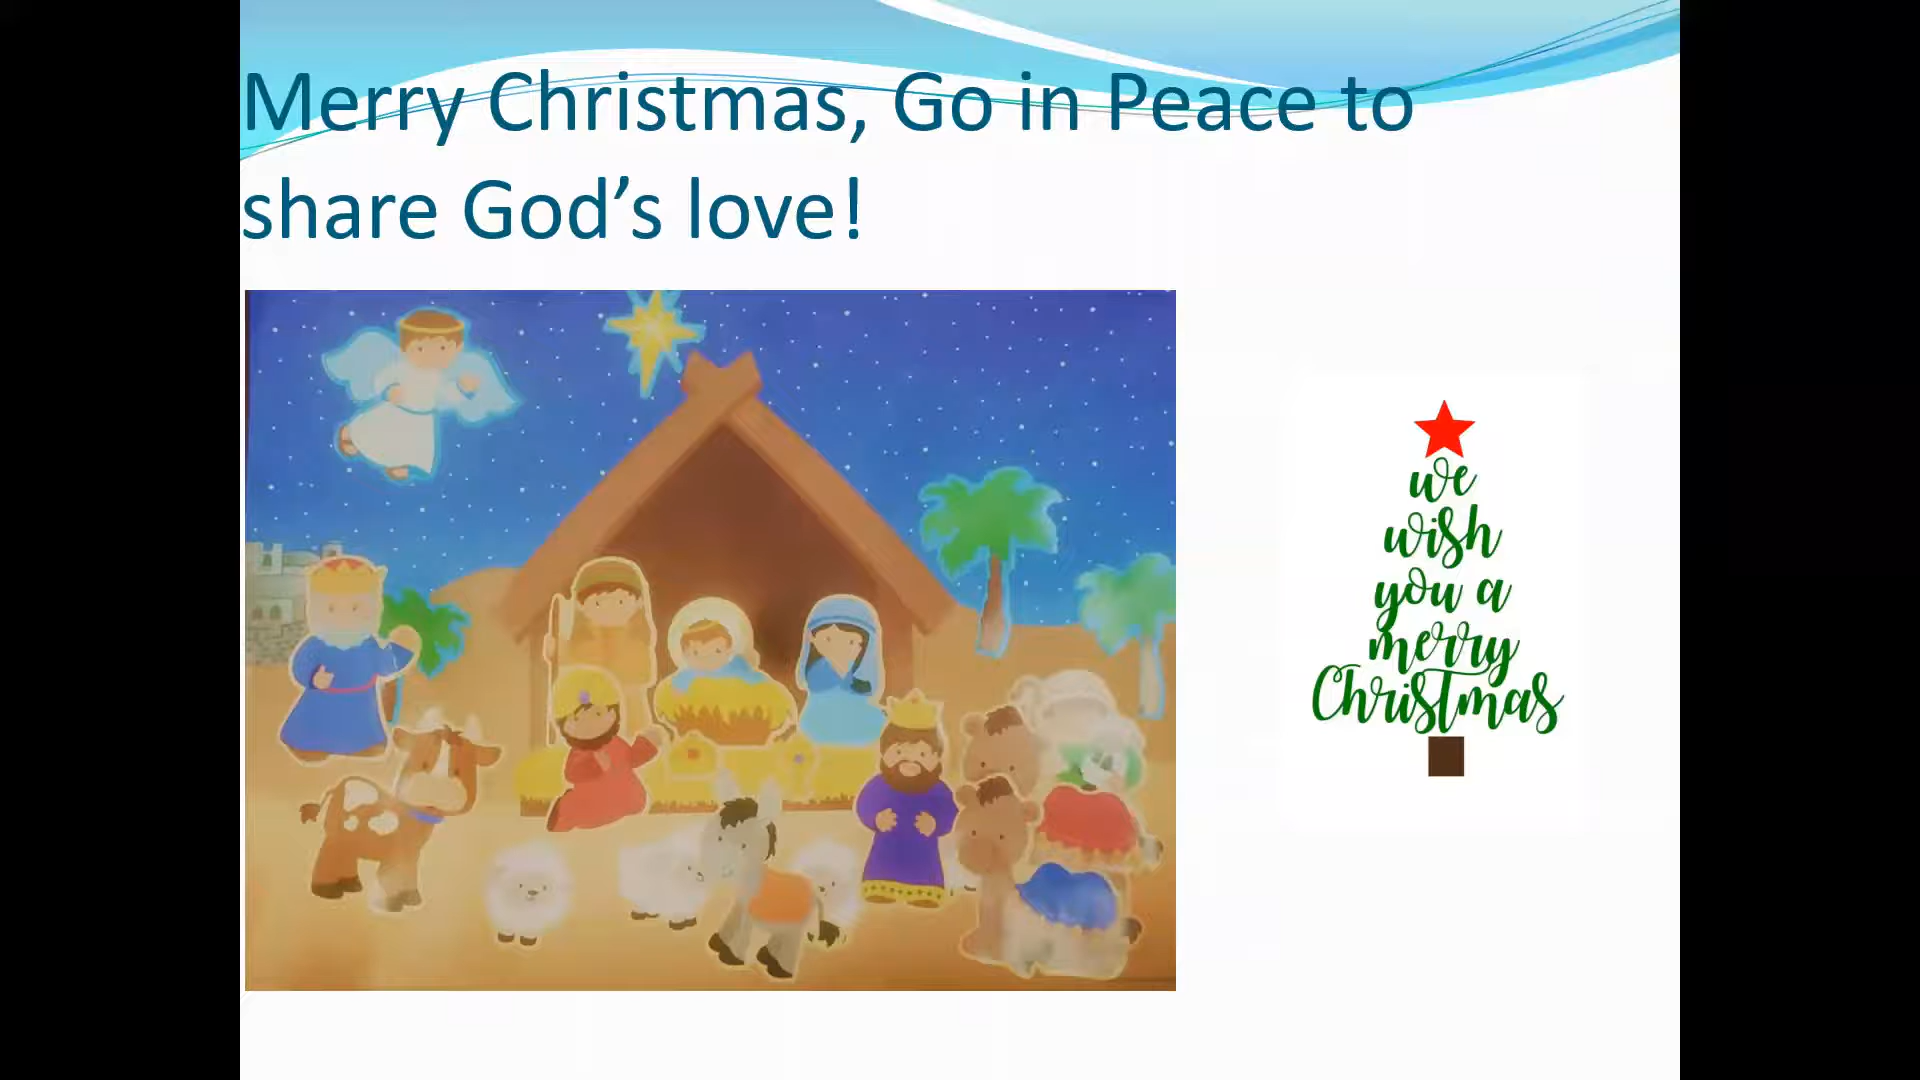 Merry Christmas, Go in Peace to
share God’s love!
we
wish
you a
merry
Christmas